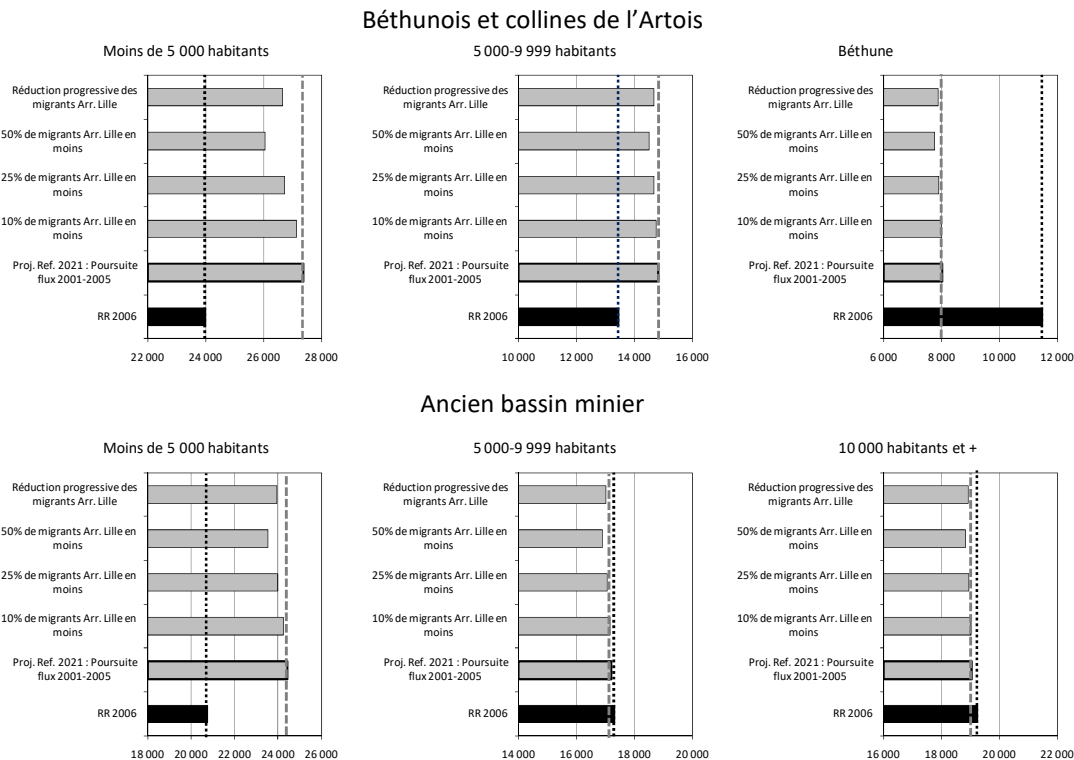 Béthunois et collines de l’Artois
Moins de 5 000 habitants
Réduction progressive des
migrants Arr. Lille
50% de migrants Arr. Lille en
moins
25% de migrants Arr. Lille en
moins
10% de migrants Arr. Lille en
moins
Proj. Ref. 2021 : Poursuite
flux 2001-2005
RR 2006
22 000 24 000 26 000 28 000
5 000-9 999 habitants
Réduction progressive des
migrants Arr. Lille
50% de migrants Arr. Lille en
moins
25% de migrants Arr. Lille en
moins
10% de migrants Arr. Lille en
moins
Proj. Ref. 2021 : Poursuite
flux 2001-2005
RR 2006
10 000 12 000 14 000 16 000
Béthune
Réduction progressive des
migrants Arr. Lille
50% de migrants Arr. Lille en
moins
25% de migrants Arr. Lille en
moins
10% de migrants Arr. Lille en
moins
Proj. Ref. 2021 : Poursuite
flux 2001-2005
RR 2006
6 000 8 000 10 000 12 000
Ancien bassin minier
Moins de 5 000 habitants
Réduction progressive des
migrants Arr. Lille
50% de migrants Arr. Lille en
moins
25% de migrants Arr. Lille en
moins
10% de migrants Arr. Lille en
moins
Proj. Ref. 2021 : Poursuite
flux 2001-2005
RR 2006
18 000 20 000 22 000 24 000 26 000
5 000-9 999 habitants
Réduction progressive des
migrants Arr. Lille
50% de migrants Arr. Lille en
moins
25% de migrants Arr. Lille en
moins
10% de migrants Arr. Lille en
moins
Proj. Ref. 2021 : Poursuite
flux 2001-2005
RR 2006
14 000 16 000 18 000 20 000
10 000 habitants et +
Réduction progressive des
migrants Arr. Lille
50% de migrants Arr. Lille en
moins
25% de migrants Arr. Lille en
moins
10% de migrants Arr. Lille en
moins
Proj. Ref. 2021 : Poursuite
flux 2001-2005
RR 2006
16 000 18 000 20 000 22 000